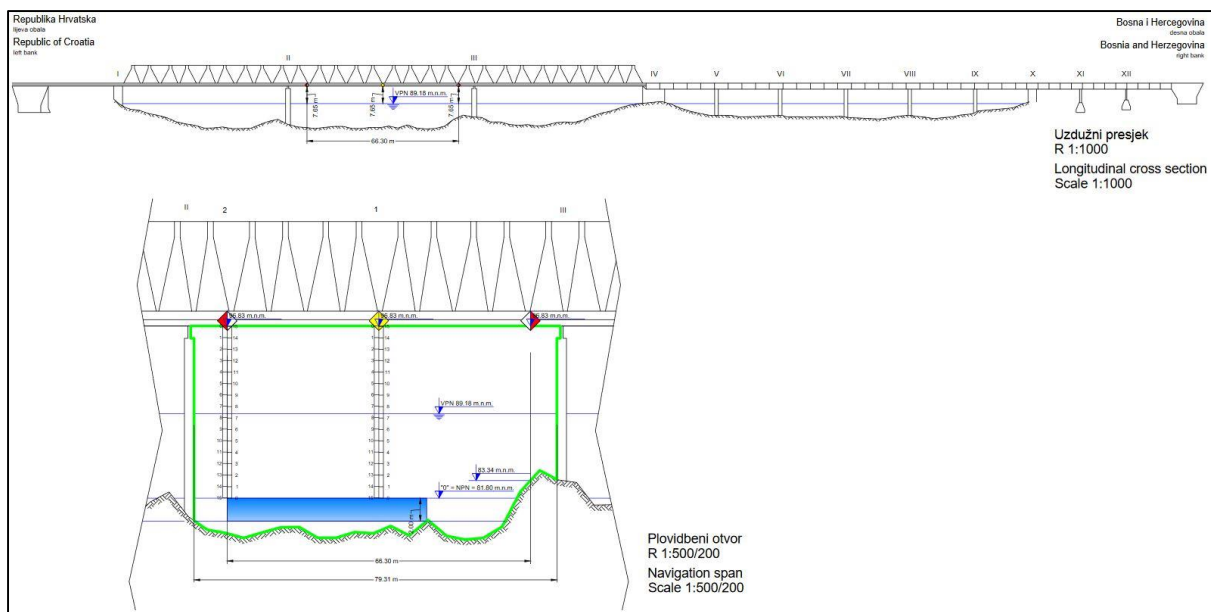 Republika Hrvatska
lijeva obala
Republic of Croatia
left bank
Bosna i Hercegovina
desna obala
Bosnia and Herzegovina
right bank
I
II
III
IV
V
VI
VII
VIII
IX
X
XI
XII
VPN 89.18 m.n.m.
7.65 m
7.65 m
7.65 m
66.30 m
Uzdužni presjek
R 1:1000
Longitudinal cross section
Scale 1:1000
II
2
1
III
96.83 m.n.m.
VPN 89.18 m.n.m.
83.34 m.n.m.
"0" = NPN = 81.80 m.n.m.
66.30 m
79.31 m
Plovidbeni otvor
R 1:500/200
Navigation span
Scale 1:500/200